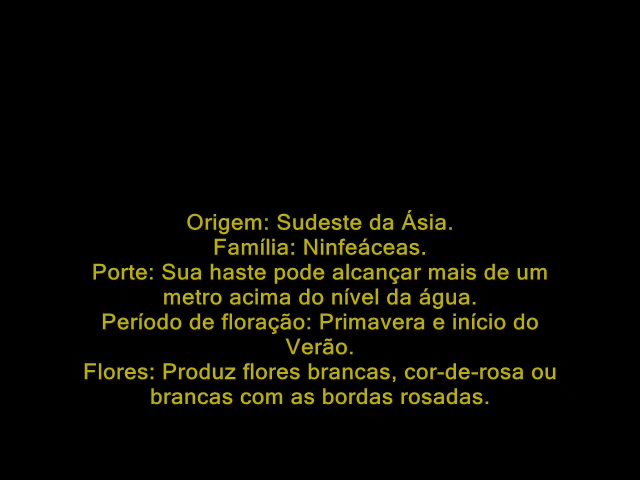 Origem: Sudeste da Ásia.
Família: Ninfeáceas.
Porte: Sua haste pode alcançar mais de um
metro acima do nível da água.
Período de floração: Primavera e início do
Verão.
Flores: Produz flores brancas, cor-de-rosa ou
brancas com as bordas rosadas.